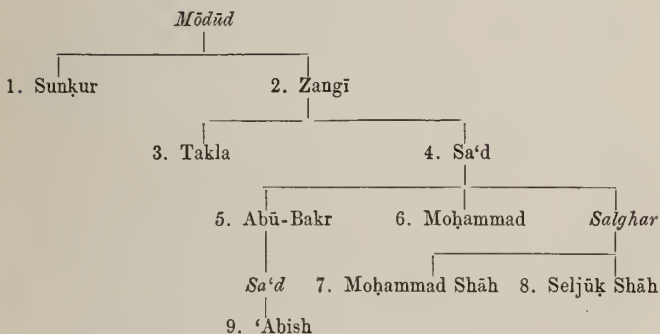 Mōdūd
1. Sunḳur 2. Zangī
3. Takla 4. Sa‘d
5. Abū-Bakr 6. Moḥammad Salghar
Sa‘d 7. Moḥammad Shāh 8. Seljūḳ Shāh
9. ‘Abish